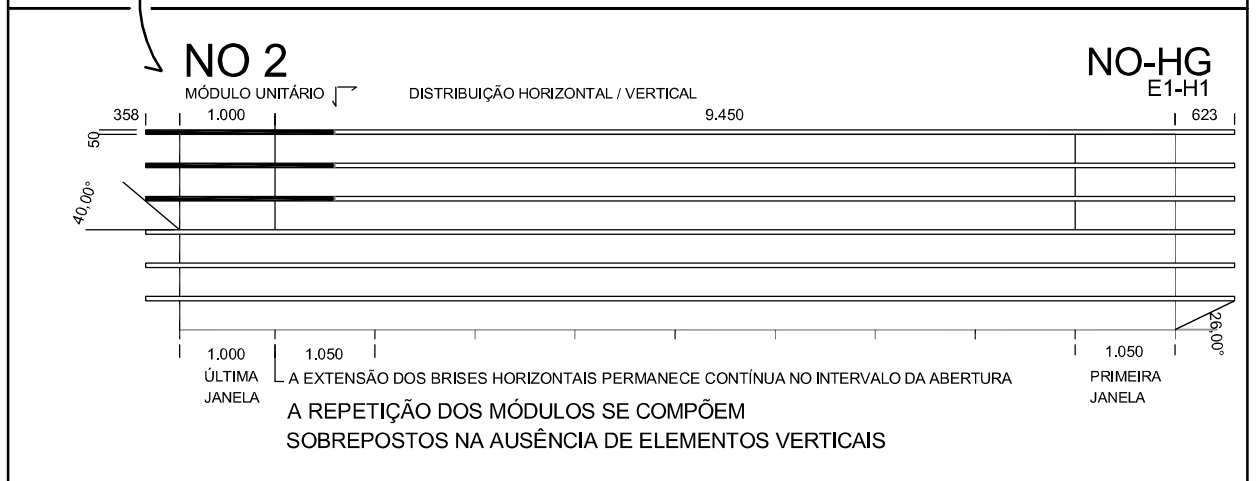 NO 2
NO-HG
E1-H1
MÓDULO UNITÁRIO
DISTRIBUIÇÃO HORIZONTAL / VERTICAL
358 1.000 9.450 623
50
40,00°
26,00°
1.000 1.050 1.050
ÚLTIMA
JANELA
A EXTENSÃO DOS BRISES HORIZONTAIS PERMANECE CONTÍNUA NO INTERVALO DA ABERTURA
PRIMEIRA
JANELA
A REPETIÇÃO DOS MÓDULOS SE COMPÕEM
SOBREPOSTOS NA AUSÊNCIA DE ELEMENTOS VERTICAIS